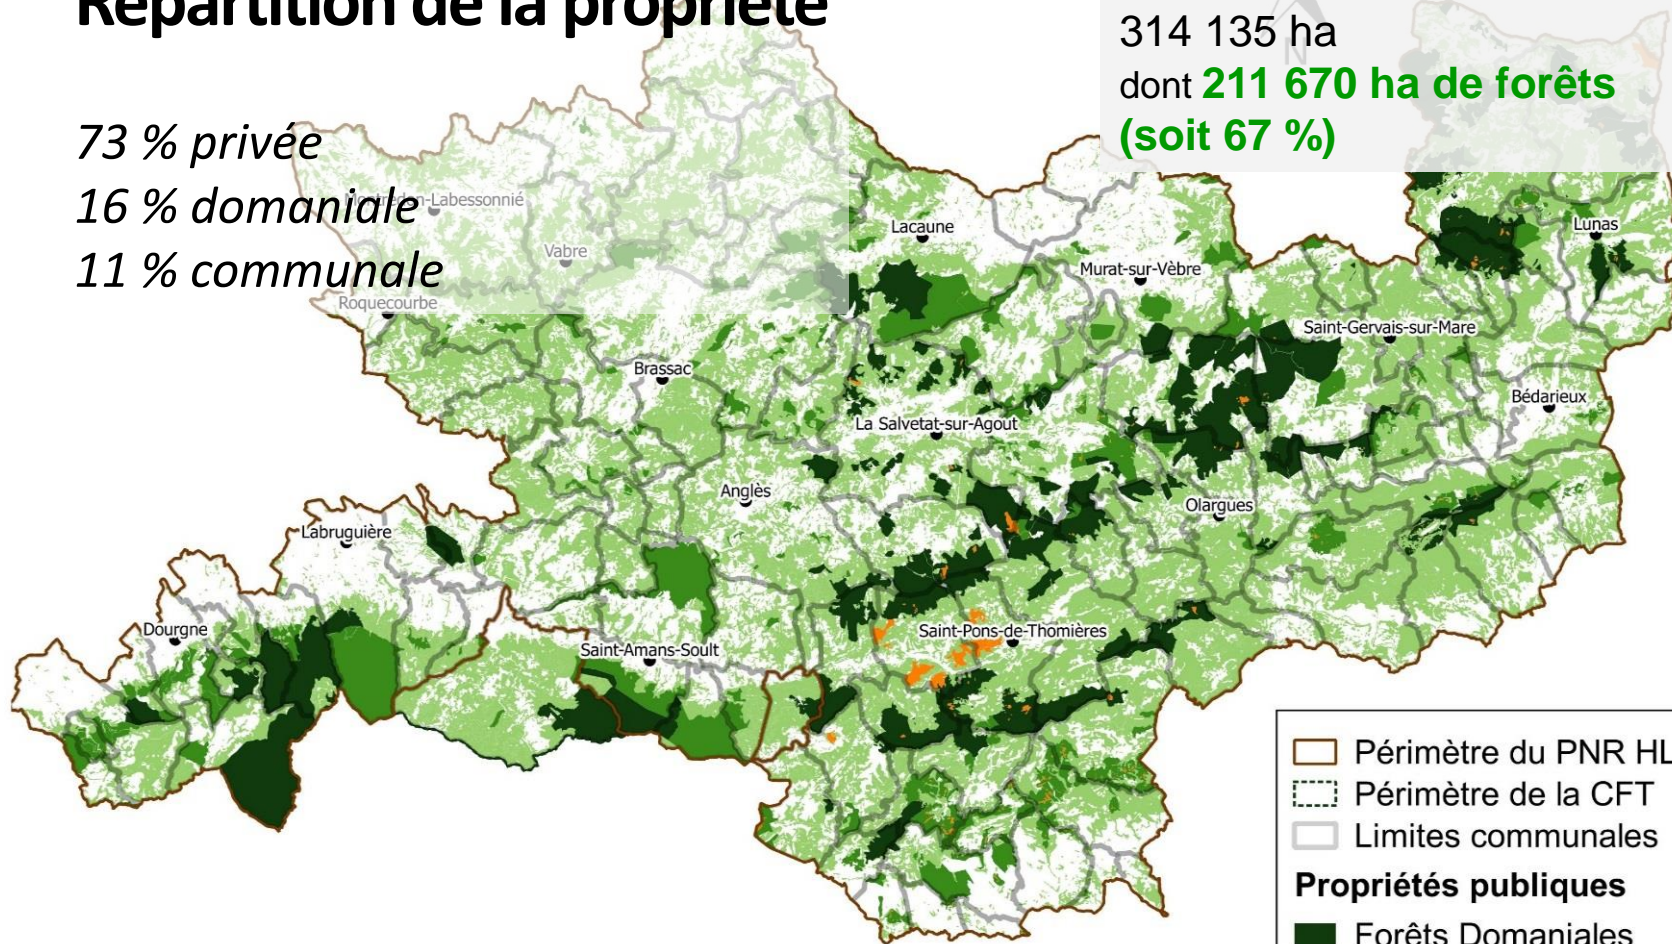 Répartition de la propriété
73 % privée
16 % domaniale
11 % communale
314 135 ha
dont 211 670 ha de forêts
(soit 67 %)
Montredon-Labessonnié
Vabre
Roquecourbe
Lacaune
Murat-sur-Vèbre
Lunas
Saint-Gervais-sur-Mare
Brassac
Bédarieux
La Salvetat-sur-Agout
Anglès
Olargues
Labruguière
Dourgne
Saint-Amans-Soult
Saint-Pons-de-Thomières
Périmètre du PNR HL
Périmètre de la CFT
Limites communales
Propriétés publiques
Forêts Domaniales